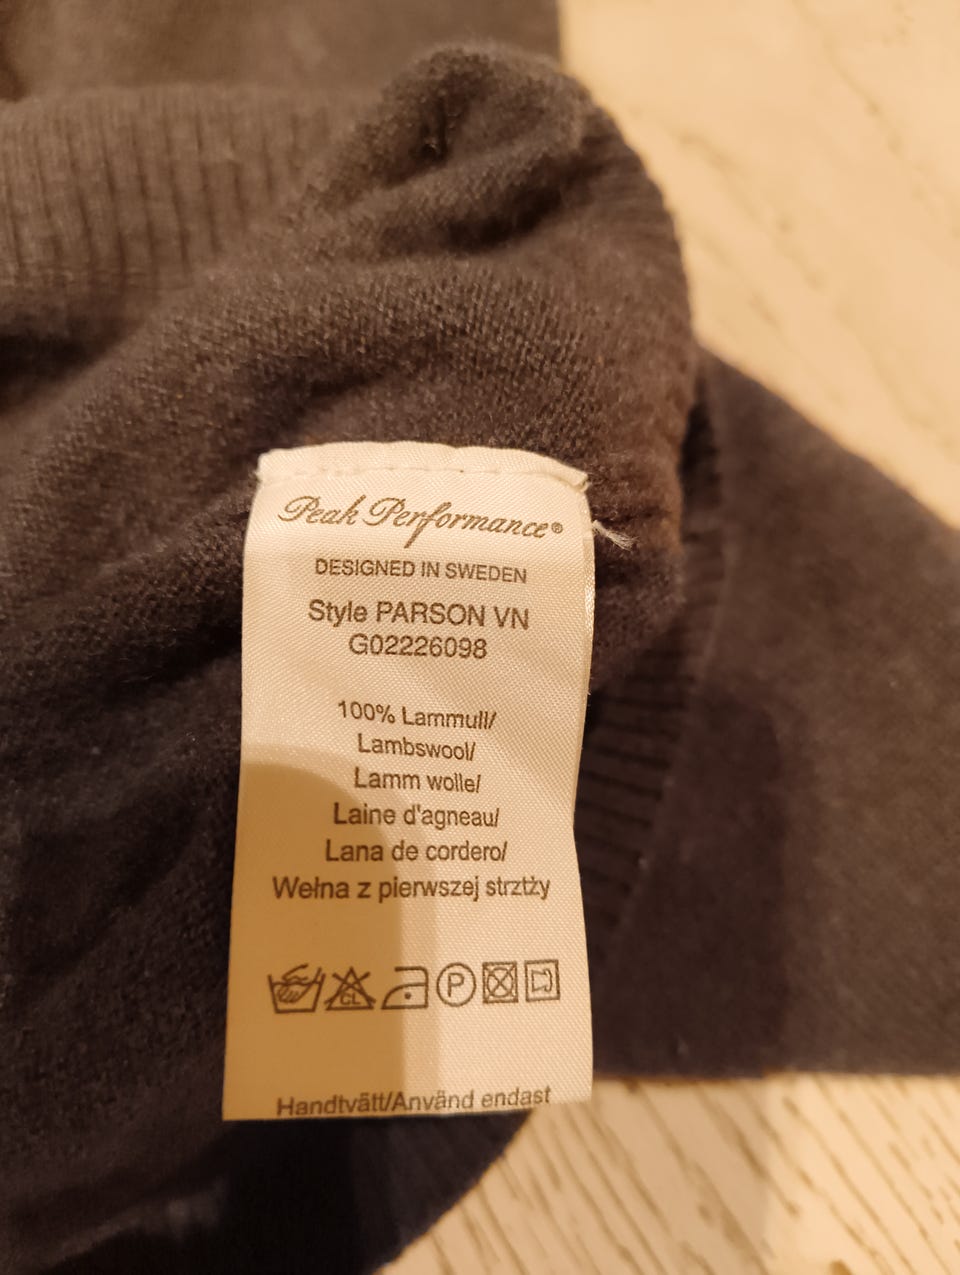 Peak Performance®
DESIGNED IN SWEDEN
Style PARSON VN
G02226098
100% Lammull/
Lambswool/
Lamm wolle/
Laine d'agneau/
Lana de cordero/
Wełna z pierwszej strztży
CL P
Handtvätt/Använd endast